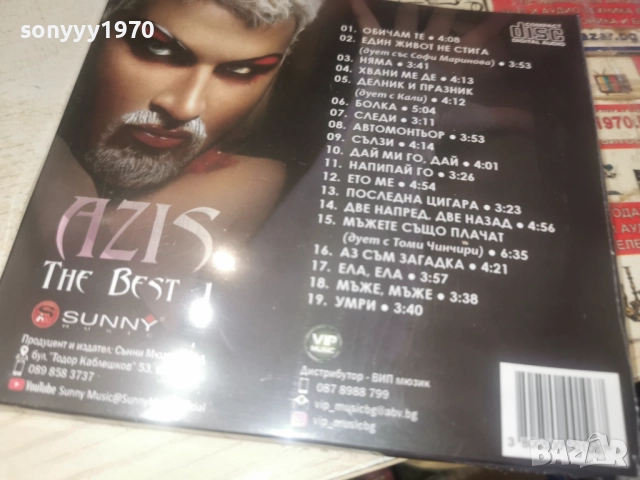 sonyyy1970
COMPACT
disc
DIGITAL AUDIO
01. ОБИЧАМ ТЕ • 4:08
02. ЕДИН ЖИВОТ НЕ СТИГА
(дует със Софи Маринова) • 3:53
03. НЯМА • 3:41
04. ХВАНИ МЕ ДЕ • 4:13
05. ДЕЛНИК И ПРАЗНИК
(дует с Кали) • 4:12
06. БОЛКА • 5:04
07. СЛЕДИ • 3:11
08. АВТОМОНТЬОР • 3:53
09. СЪЛЗИ • 4:14
10. ДАЙ МИ ГО, ДАЙ • 4:01
11. НАПИПАЙ ГО • 3:26
12. ЕТО МЕ • 4:54
13. ПОСЛЕДНА ЦИГАРА • 3:23
14. ДВЕ НАПРЕД, ДВЕ НАЗАД • 4:56
15. МЪЖЕТЕ СЪЩО ПЛАЧАТ
(дует с Томи Чинчири) • 6:35
16. АЗ СЪМ ЗАГАДКА • 4:21
17. ЕЛА, ЕЛА • 3:57
18. МЪЖЕ, МЪЖЕ • 3:38
19. УМРИ • 3:40
AZIS
THE BEST 1
S SUNNY
MUSIC
Продуцент и издател: Сънни
бул. "Тодор Каблешков" 53,
089 858 3737
YouTube Sunny Music@Sunny
VIP
MUSIC
Дистрибутор - ВИП мюзик
087 8988 799
vip_musicbg@abv.bg
vip_musicbg
3
1970.
bazar.bg